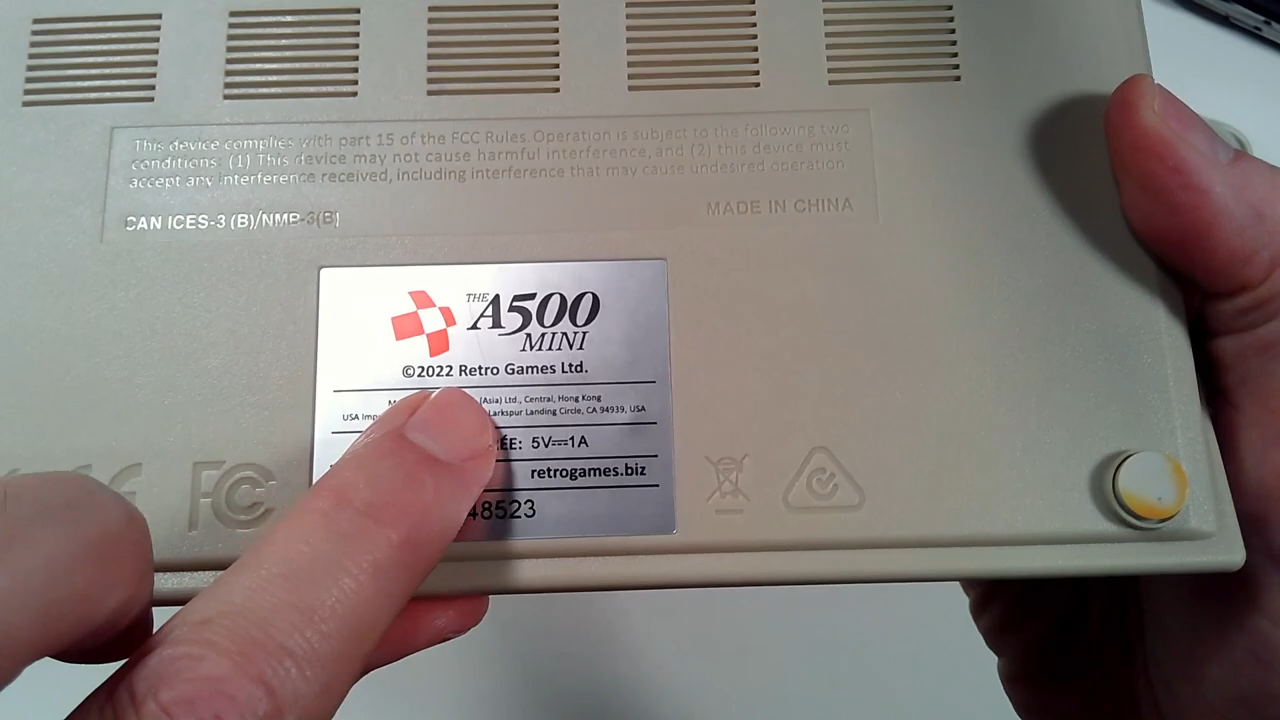 This device complies with part 15 of the FCC Rules. Operation is subject to the following two
conditions: (1) This device may not cause harmful interference, and (2) this device must
accept any interference received, including interference that may cause undesired operation
CAN ICES-3 (B)/NMB-3(B)
MADE IN CHINA
THE A500
MINI
©2022 Retro Games Ltd.
(Asia) Ltd., Central, Hong Kong
USA Larkspur Landing Circle, CA 94939, USA
5V⎓1A
retrogames.biz
48523
FC